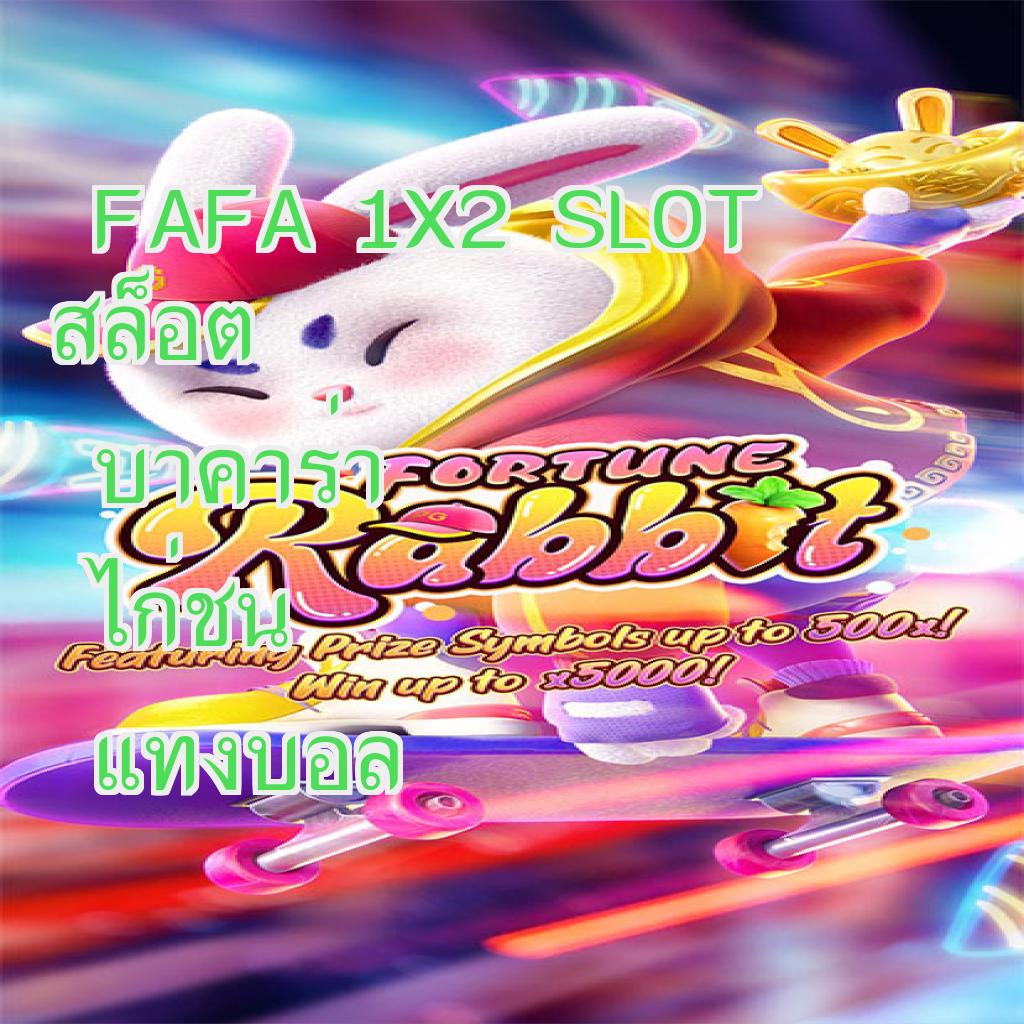 FAFA 1X2 SLOT
สล็อต
บาคาร่า
FORTUNE
Rabbit
ไก่ชน
Featuring Prize Symbols up to 500x!
Win up to x5000!
แทงบอล